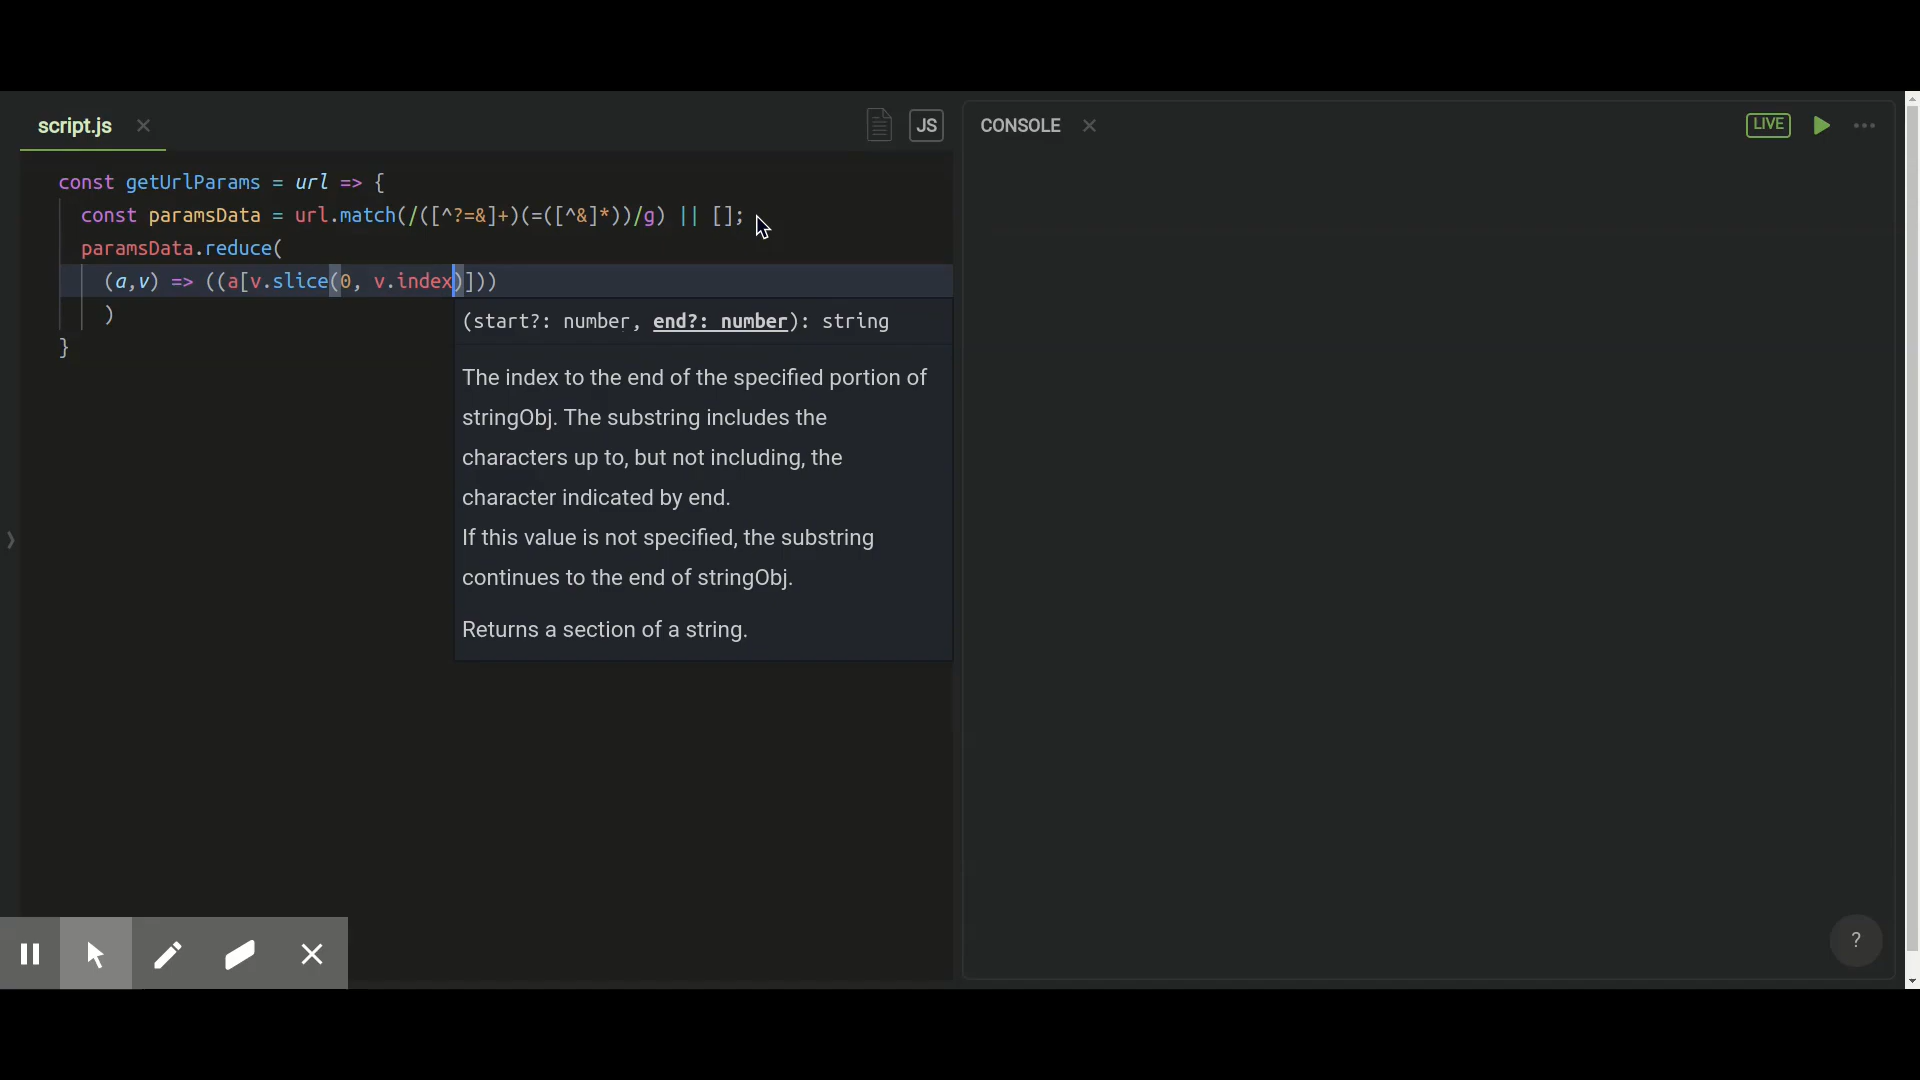 script.js
JS
CONSOLE
LIVE
const getUrlParams = url => {
const paramsData = url.match(/([^?=&]+)(=([^&]*))/g) || [];
paramsData.reduce(
(a,v) => ((a[v.slice(0, v.index)]))
)
}
(start?: number, end?: number): string
The index to the end of the specified portion of
stringObj. The substring includes the
characters up to, but not including, the
character indicated by end.
If this value is not specified, the substring
continues to the end of stringObj.
Returns a section of a string.
?